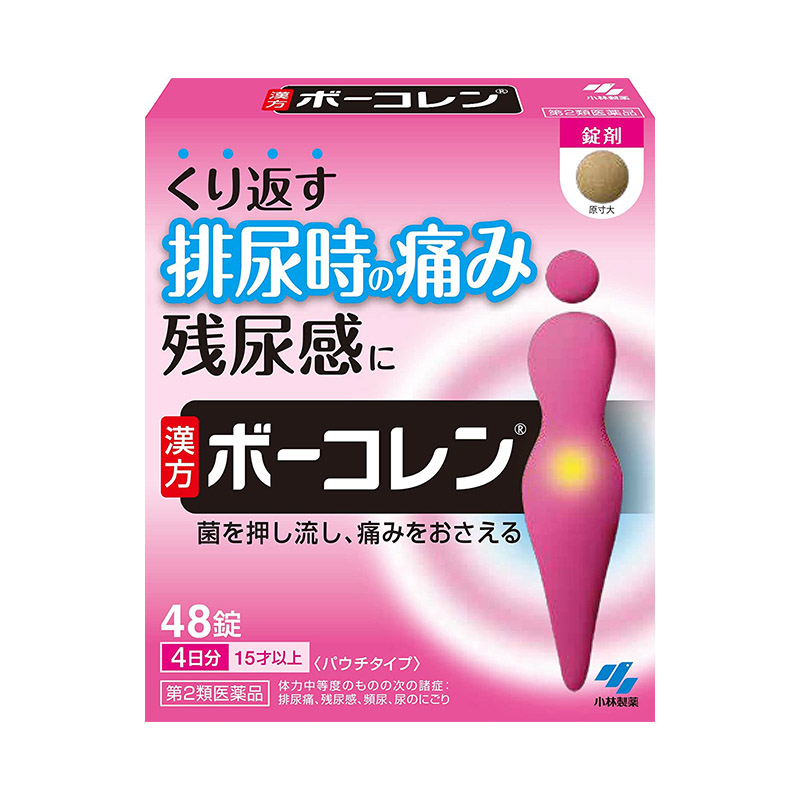 漢方 ボーコレン®
小林製薬
第2類医薬品
錠剤
原寸大
くり返す
排尿時の痛み
残尿感に
漢方 ボーコレン®
菌を押し流し、痛みをおさえる
48錠
4日分 15才以上 〈パウチタイプ〉
第2類医薬品 体力中等度のものの次の諸症:
排尿痛、残尿感、頻尿、尿のにごり
小林製薬